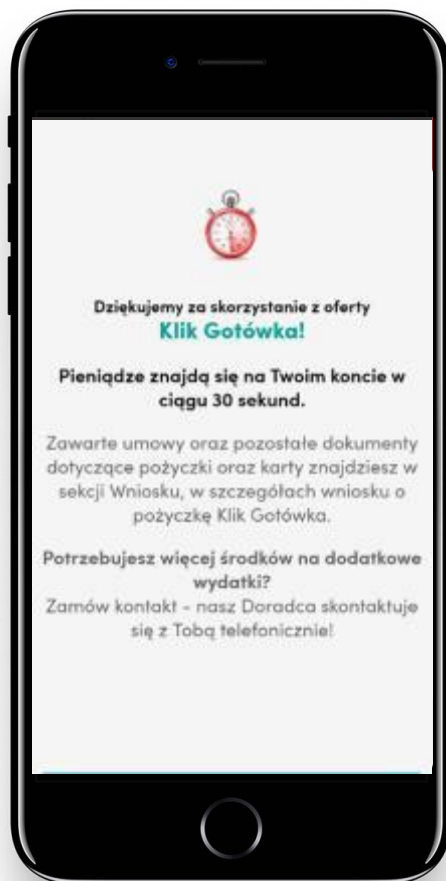 Dziękujemy za skorzystanie z oferty
Klik Gotówka!
Pieniądze znajdą się na Twoim koncie w
ciągu 30 sekund.
Zawarte umowy oraz pozostałe dokumenty
dotyczące pożyczki oraz karty znajdziesz w
sekcji Wniosku, w szczegółach wniosku o
pożyczkę Klik Gotówka.
Potrzebujesz więcej środków na dodatkowe
wydatki?
Zamów kontakt - nasz Doradca skontaktuje
się z Tobą telefonicznie!